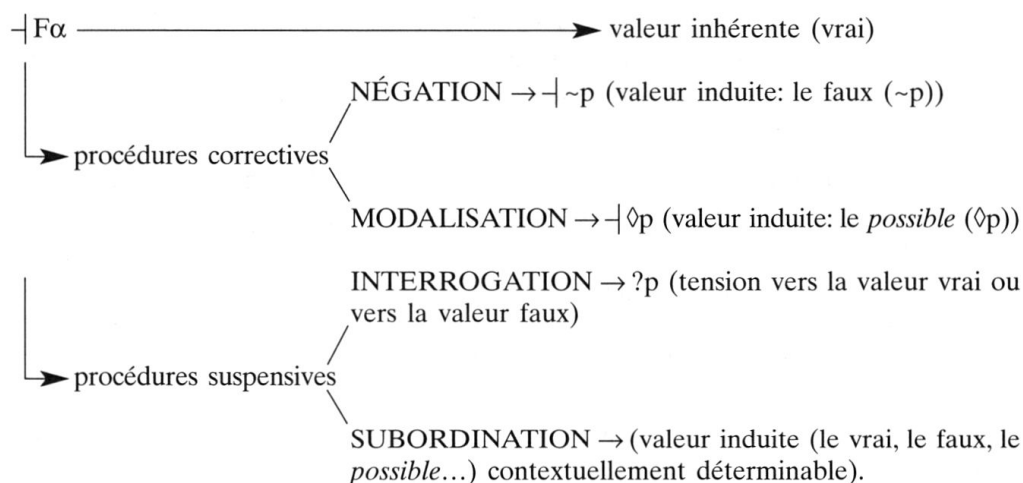 ⊣Fα ⟶ valeur inhérente (vrai)
NÉGATION → ⊣ ~p (valeur induite: le faux (~p))
procédures correctives
MODALISATION → ⊣ ◊p (valeur induite: le possible (◊p))
INTERROGATION → ?p (tension vers la valeur vrai ou
vers la valeur faux)
procédures suspensives
SUBORDINATION → (valeur induite (le vrai, le faux, le
possible…) contextuellement déterminable).